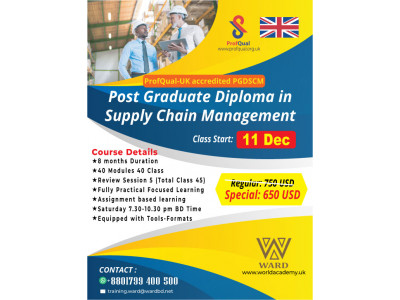 ProfQual
www.profqual.org.uk
ProfQual-UK accredited PGDSCM
Post Graduate Diploma in
Supply Chain Management
Class Start: 11 Dec
Course Details
★8 months Duration
★40 Modules 40 Class
★Review Session 5 (Total Class 45)
★Fully Practical Focused Learning
★Assignment based learning
★Saturday 7.30-10.30 pm BD Time
★Equipped with Tools-Formats
Regular: 750 USD
Special: 650 USD
WARD
www.worldacademy.uk
CONTACT :
+8801799 400 500
training.ward@wardbd.net